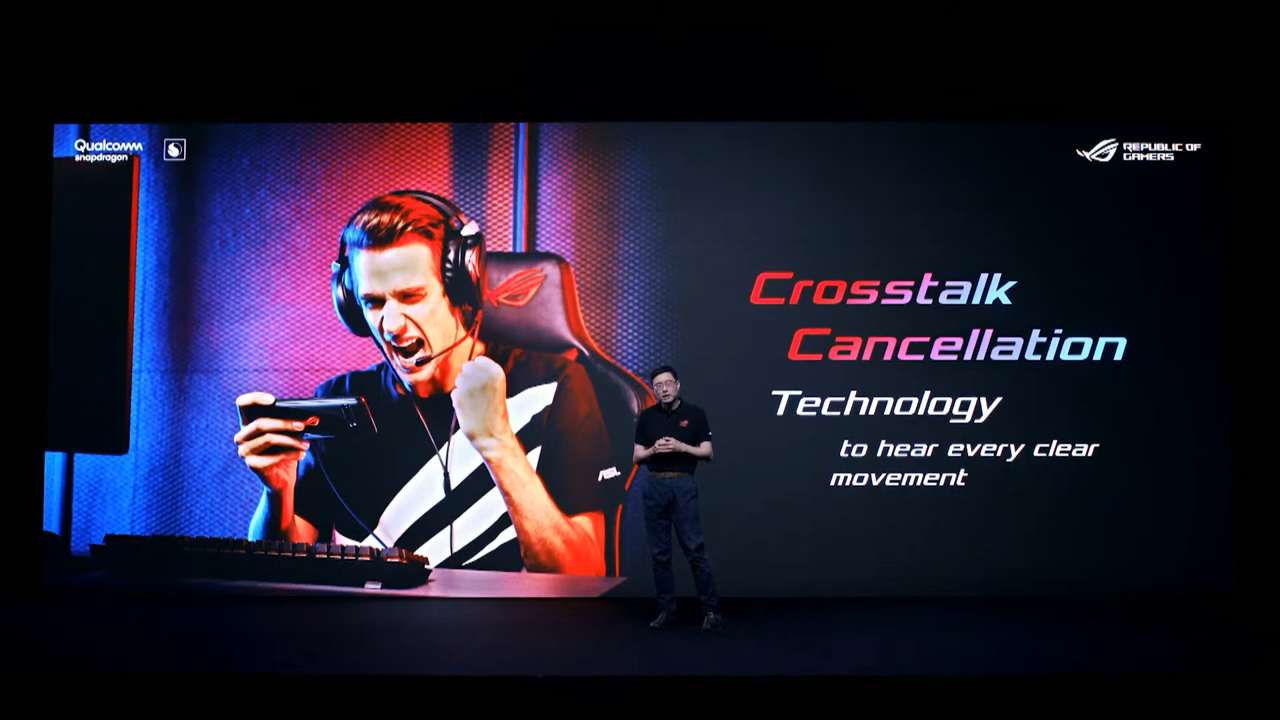 Qualcomm
snapdragon
REPUBLIC OF
GAMERS
Crosstalk
Cancellation
Technology
to hear every clear
movement